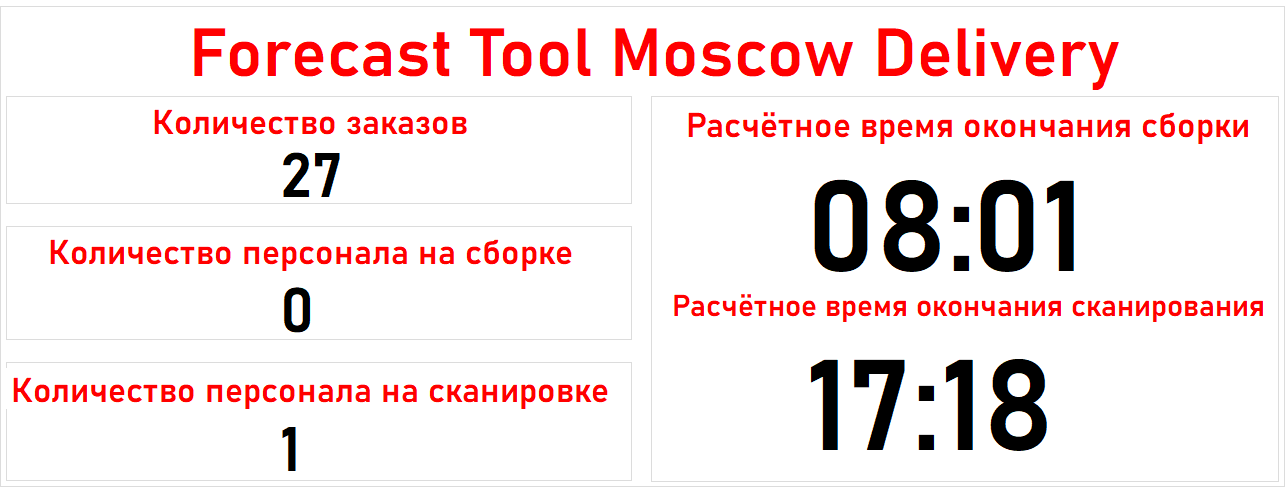 Forecast Tool Moscow Delivery
Количество заказов
27
Количество персонала на сборке
0
Количество персонала на сканировке
1
Расчётное время окончания сборки
08:01
Расчётное время окончания сканирования
17:18